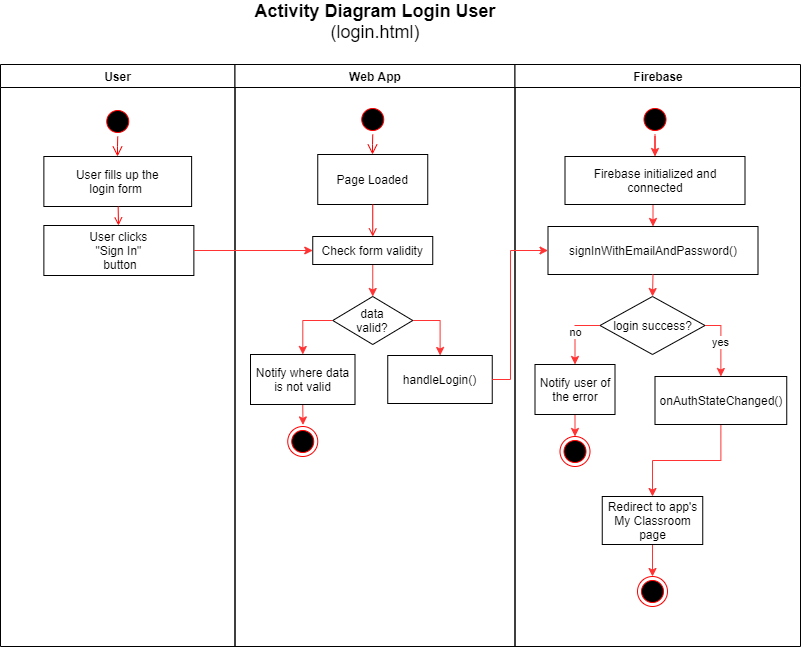 Activity Diagram Login User
(login.html)
User
Web App
Firebase
User fills up the
login form
User clicks
"Sign In"
button
Page Loaded
Check form validity
data
valid?
Notify where data
is not valid
handleLogin()
Firebase initialized and
connected
signInWithEmailAndPassword()
login success?
no
yes
Notify user of
the error
onAuthStateChanged()
Redirect to app's
My Classroom
page